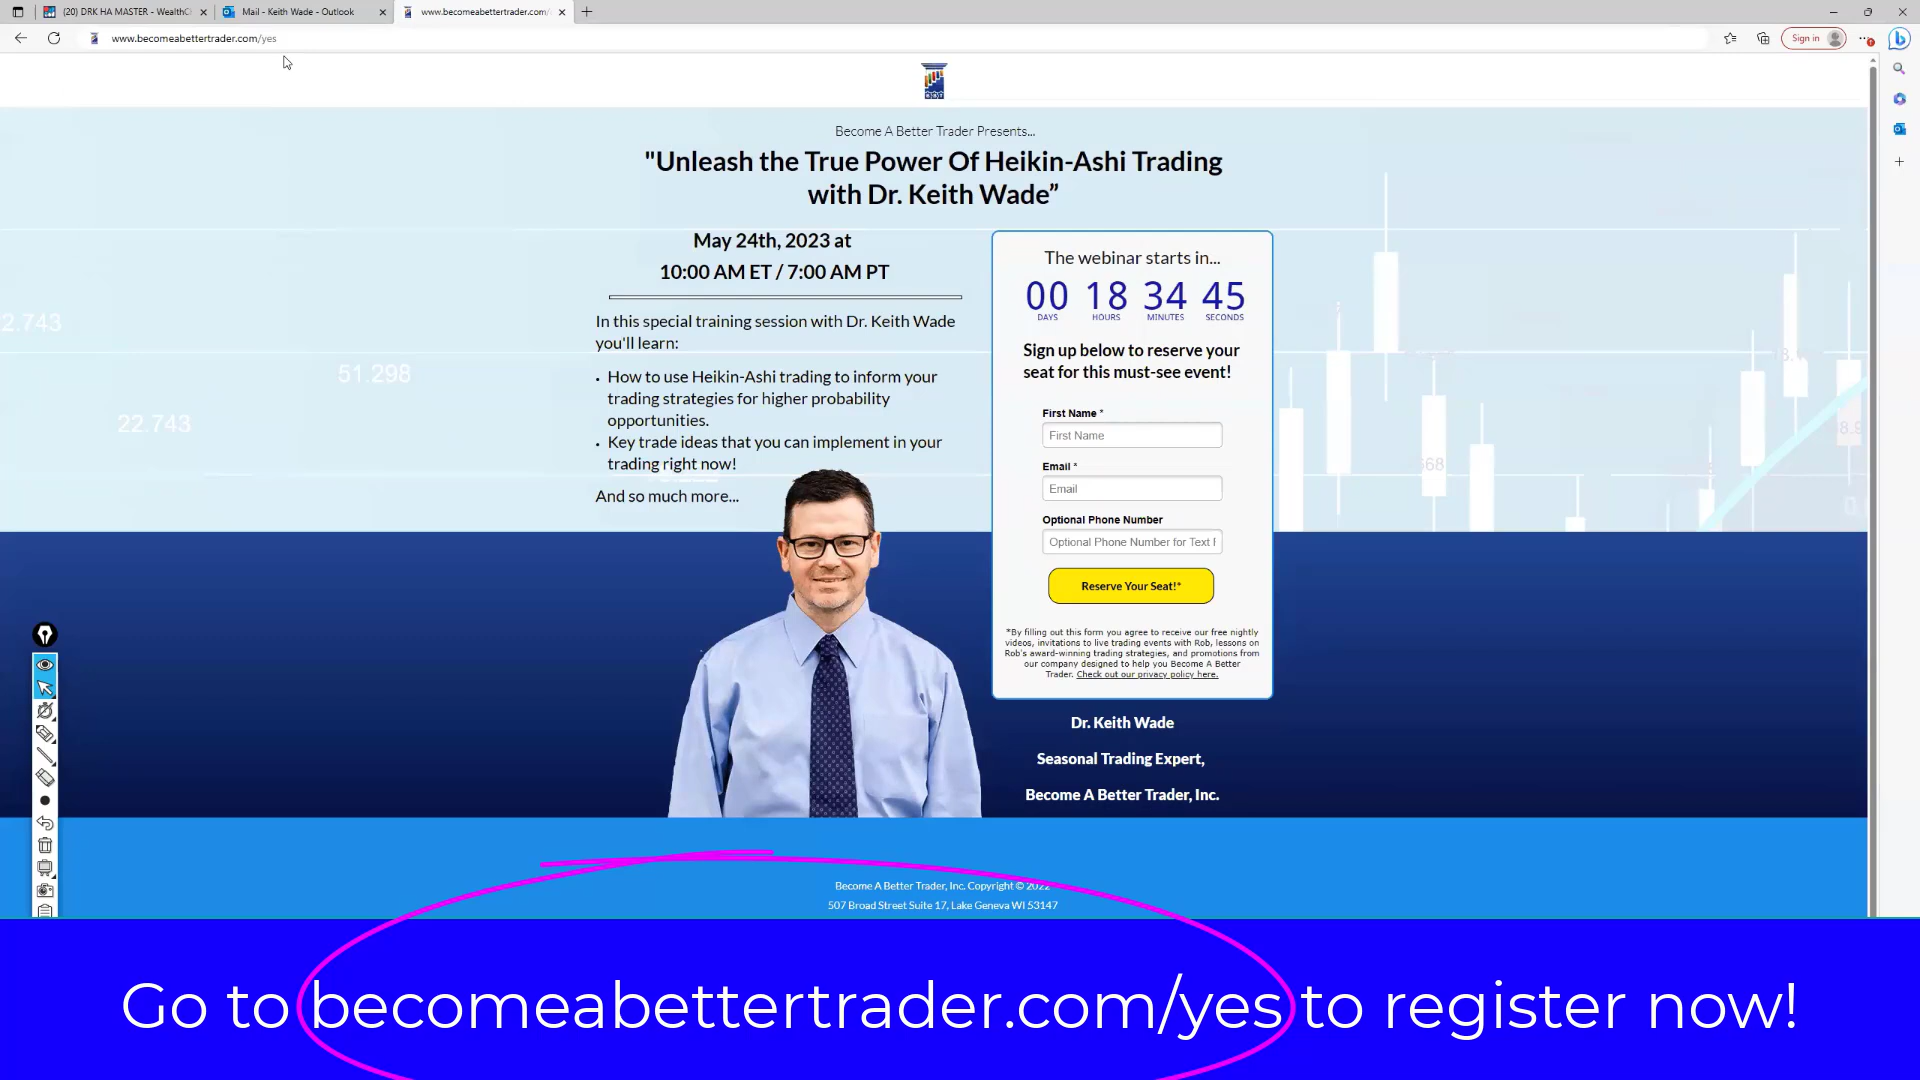 (20) DRK HA MASTER - WealthC
Mail - Keith Wade - Outlook
www.becomeabettertrader.com/
www.becomeabettertrader.com/yes
Sign in
Become A Better Trader Presents...
"Unleash the True Power Of Heikin-Ashi Trading
with Dr. Keith Wade”
May 24th, 2023 at
10:00 AM ET / 7:00 AM PT
In this special training session with Dr. Keith Wade
you'll learn:
• How to use Heikin-Ashi trading to inform your
trading strategies for higher probability
opportunities.
• Key trade ideas that you can implement in your
trading right now!
And so much more...
The webinar starts in...
00 18 34 45
DAYS HOURS MINUTES SECONDS
Sign up below to reserve your
seat for this must-see event!
First Name *
First Name
Email *
Email
Optional Phone Number
Optional Phone Number for Text
Reserve Your Seat!*
*By filling out this form you agree to receive our free nightly
videos, invitations to live trading events with Rob, lessons on
Rob's award-winning trading strategies, and promotions from
our company designed to help you Become A Better
Trader. Check out our privacy policy here.
2.743
51.298
22.743
Dr. Keith Wade
Seasonal Trading Expert,
Become A Better Trader, Inc.
Become A Better Trader, Inc. Copyright © 2022
507 Broad Street Suite 17, Lake Geneva WI 53147
Go to becomeabettertrader.com/yes to register now!